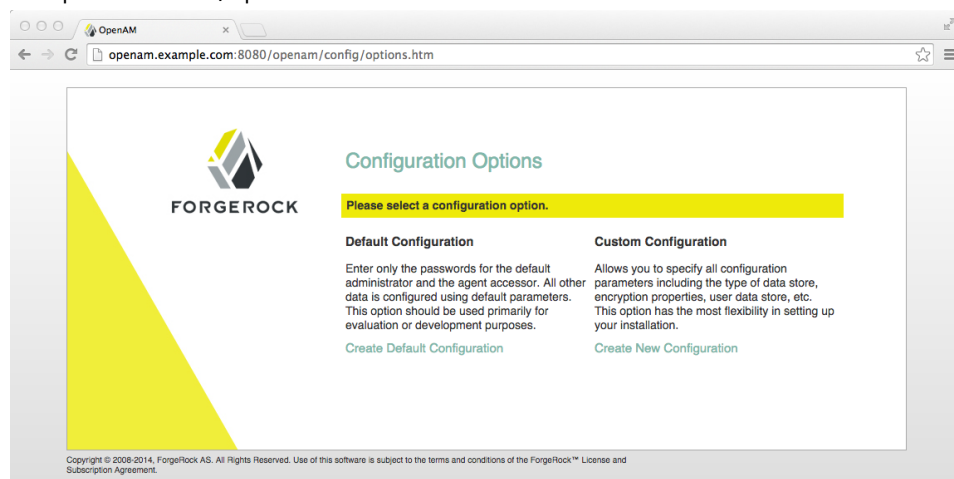 OpenAM
openam.example.com:8080/openam/config/options.htm
FORGEROCK
Configuration Options
Please select a configuration option.
Default Configuration
Enter only the passwords for the default
administrator and the agent accessor. All other
data is configured using default parameters.
This option should be used primarily for
evaluation or development purposes.
Create Default Configuration
Custom Configuration
Allows you to specify all configuration
parameters including the type of data store,
encryption properties, user data store, etc.
This option has the most flexibility in setting up
your installation.
Create New Configuration
Copyright © 2008-2014, ForgeRock AS. All Rights Reserved. Use of this software is subject to the terms and conditions of the ForgeRock™ License and
Subscription Agreement.